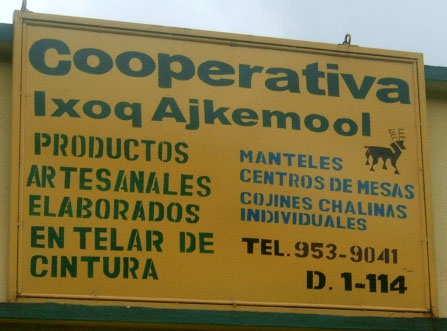 Cooperativa
Ixoq Ajkemool
PRODUCTOS
ARTESANALES
ELABORADOS
EN TELAR DE
CINTURA
MANTELES
CENTROS DE MESAS
COJINES CHALINAS
INDIVIDUALES
TEL. 953-9041
D. 1-114